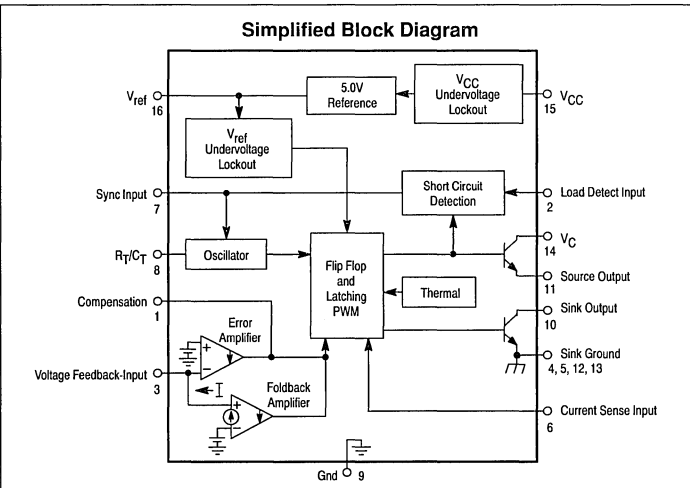 Simplified Block Diagram
Vref
16
5.0V
Reference
VCC
Undervoltage
Lockout
VCC
15
Vref
Undervoltage
Lockout
Sync Input
7
Short Circuit
Detection
Load Detect Input
2
RT/CT
8
Oscillator
Flip Flop
and
Latching
PWM
VC
14
Source Output
11
Thermal
Compensation
1
Sink Output
10
Error
Amplifier
+
−
Sink Ground
4, 5, 12, 13
Voltage Feedback-Input
3
I
Foldback
Amplifier
+
−
Current Sense Input
6
Gnd 9